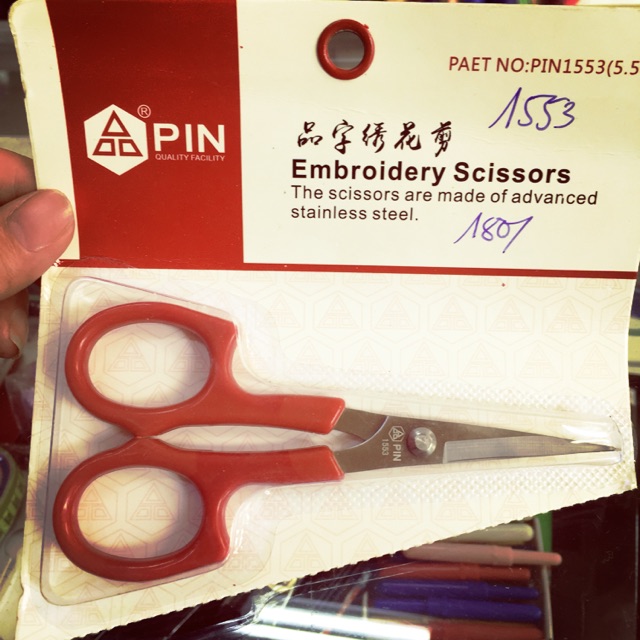 PAET NO:PIN1553(5.5
1553
®
PIN
QUALITY FACILITY
品字绣花剪
Embroidery Scissors
The scissors are made of advanced
stainless steel.
PIN
1553